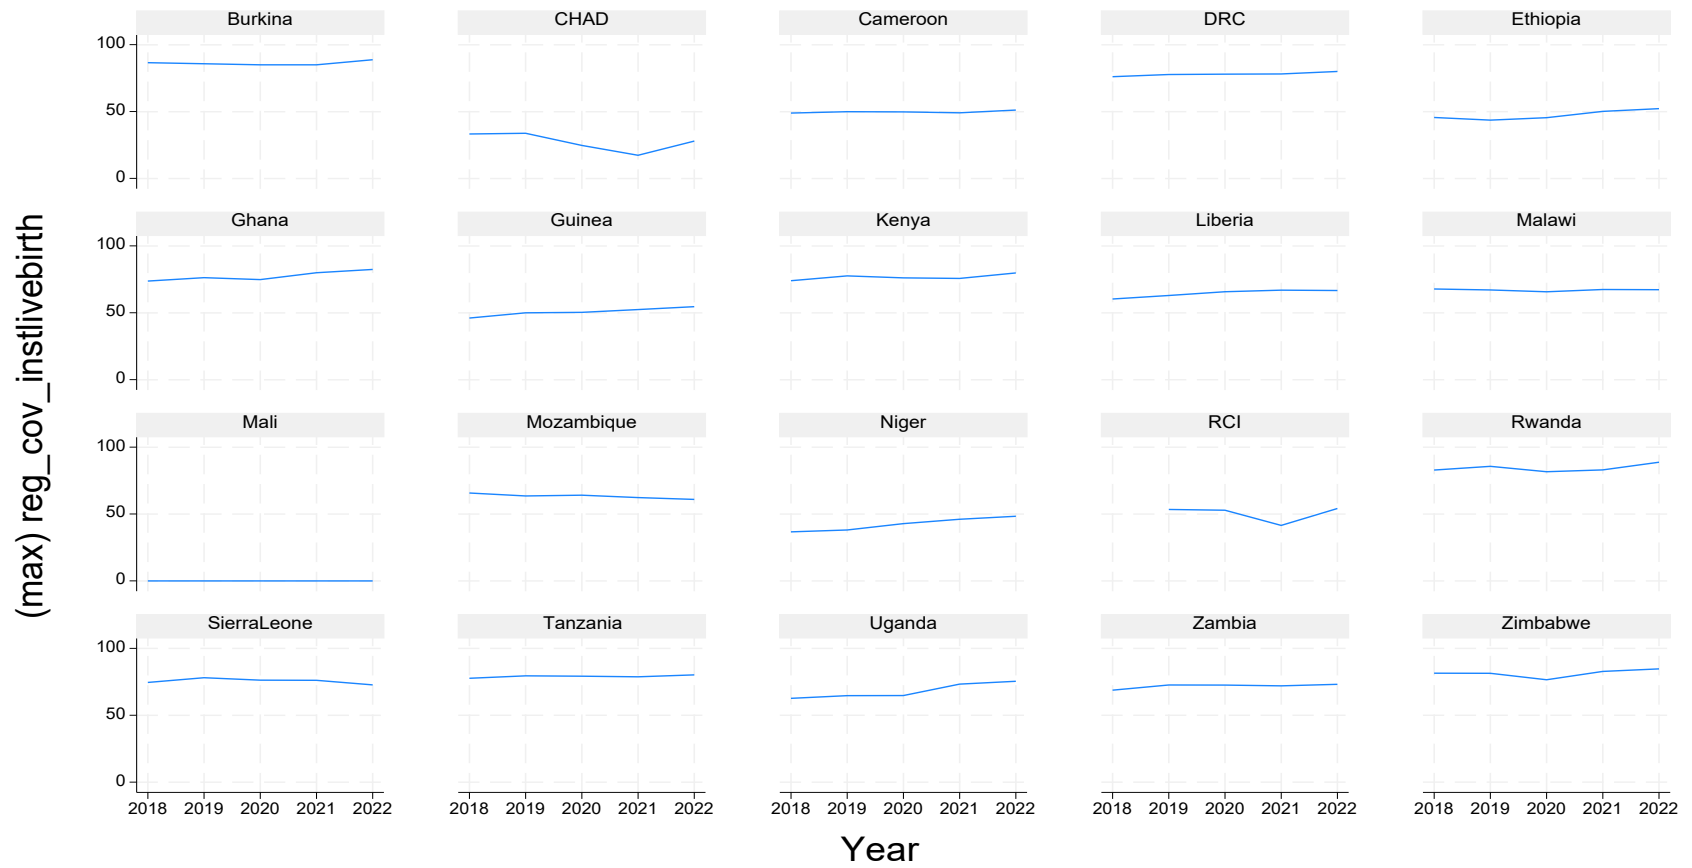 Burkina CHAD Cameroon DRC Ethiopia
100
50
0
Ghana Guinea Kenya Liberia Malawi
100
50
0
Mali Mozambique Niger RCI Rwanda
100
50
0
SierraLeone Tanzania Uganda Zambia Zimbabwe
100
50
0
2018 2019 2020 2021 2022 2018 2019 2020 2021 2022 2018 2019 2020 2021 2022 2018 2019 2020 2021 2022 2018 2019 2020 2021 2022
(max) reg_cov_instlivebirth
Year